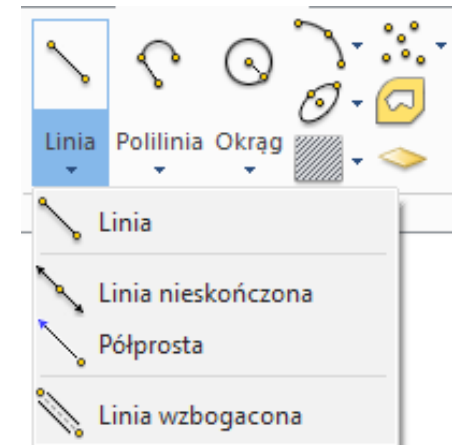 Linia Polilinia Okrąg
Linia
Linia nieskończona
Półprosta
Linia wzbogacona